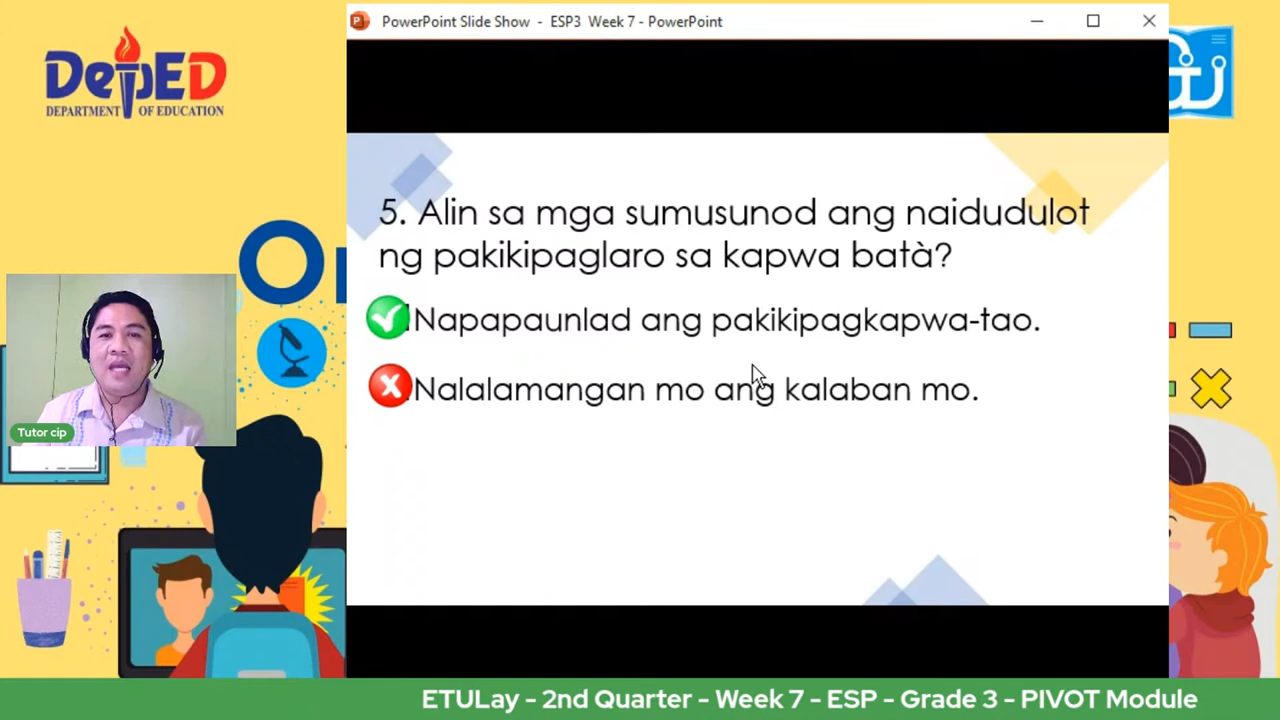 PowerPoint Slide Show - ESP3 Week 7 - PowerPoint
DepED
DEPARTMENT OF EDUCATION
5. Alin sa mga sumusunod ang naidudulot
ng pakikipaglaro sa kapwa batà?
Napapaunlad ang pakikipagkapwa-tao.
Nalalamangan mo ang kalaban mo.
Tutor cip
ETULay - 2nd Quarter - Week 7 - ESP - Grade 3 - PIVOT Module